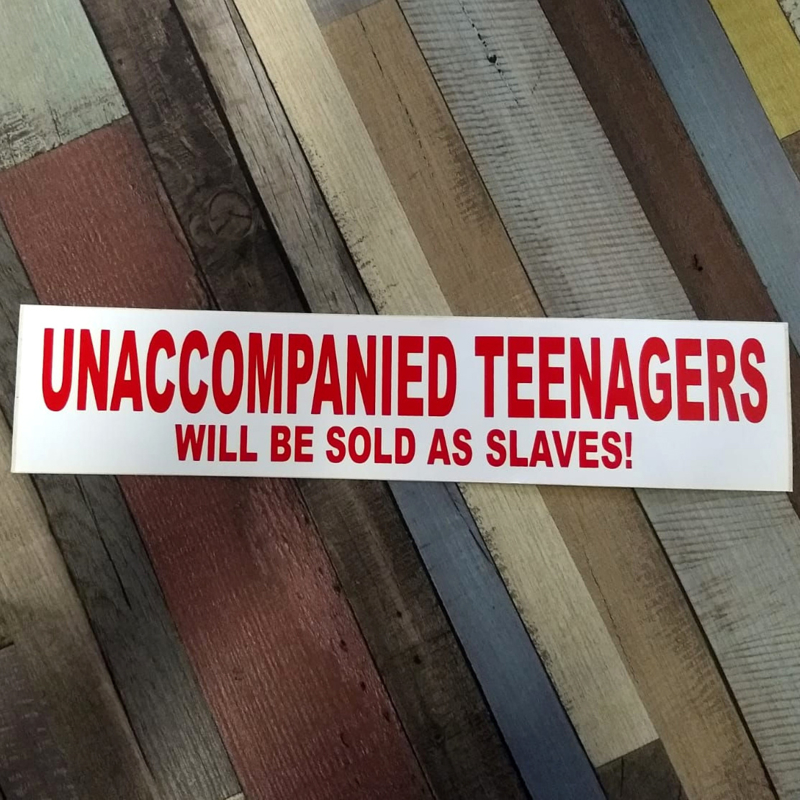 UNACCOMPANIED TEENAGERS
WILL BE SOLD AS SLAVES!